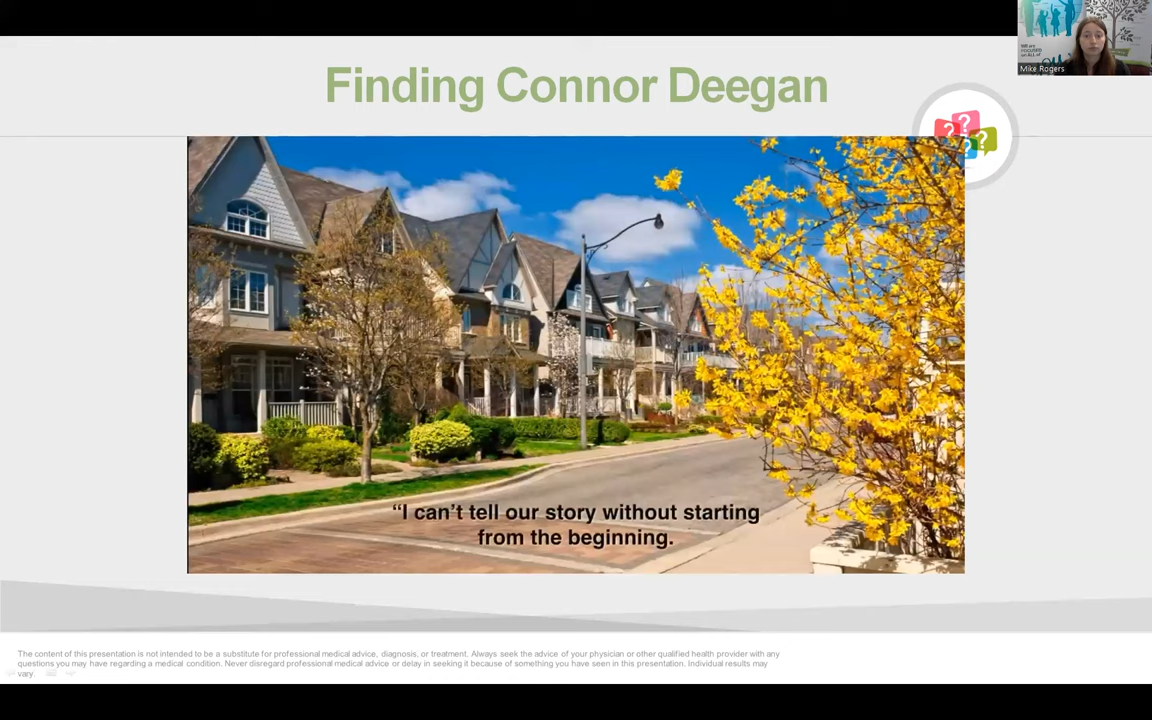 Finding Connor Deegan
Mike Rogers
“I can’t tell our story without starting
from the beginning.
The content of this presentation is not intended to be a substitute for professional medical advice, diagnosis, or treatment. Always seek the advice of your physician or other qualified health provider with any
questions you may have regarding a medical condition. Never disregard professional medical advice or delay in seeking it because of something you have seen in this presentation. Individual results may
vary.